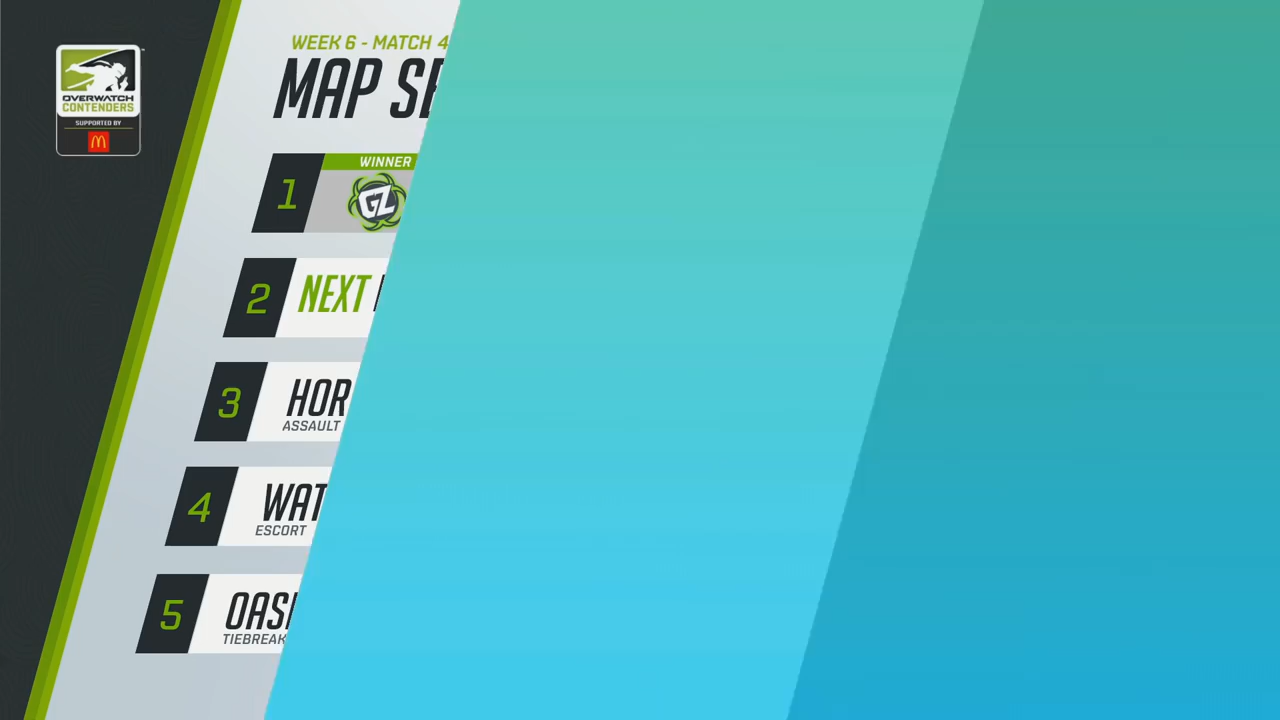 OVERWATCH
CONTENDERS
SUPPORTED BY
WEEK 6 - MATCH 4
MAP SE
1
WINNER
GZ
2
NEXT
3
HOR
ASSAULT
4
WAT
ESCORT
5
OASI
TIEBREAK